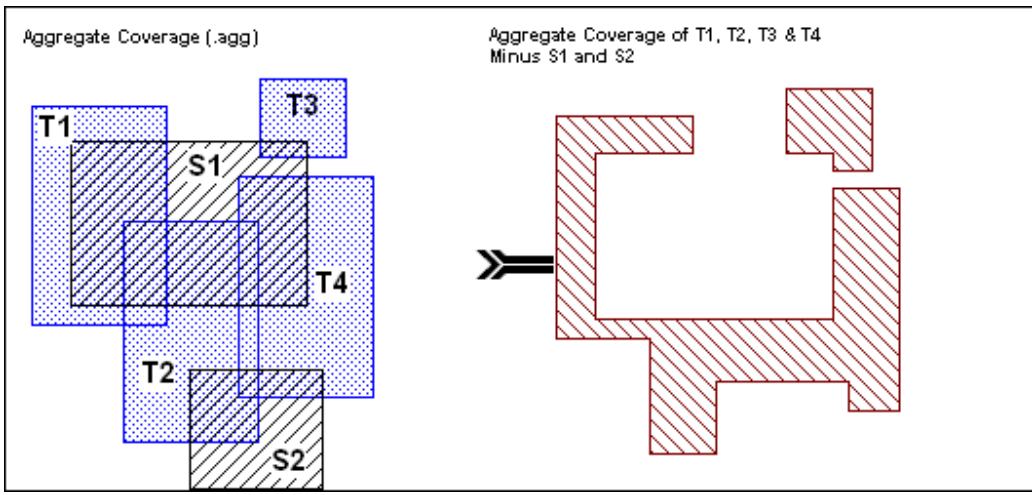 Aggregate Coverage (.agg)
Aggregate Coverage of T1, T2, T3 & T4
Minus S1 and S2
T3
T1
S1
T4
T2
S2